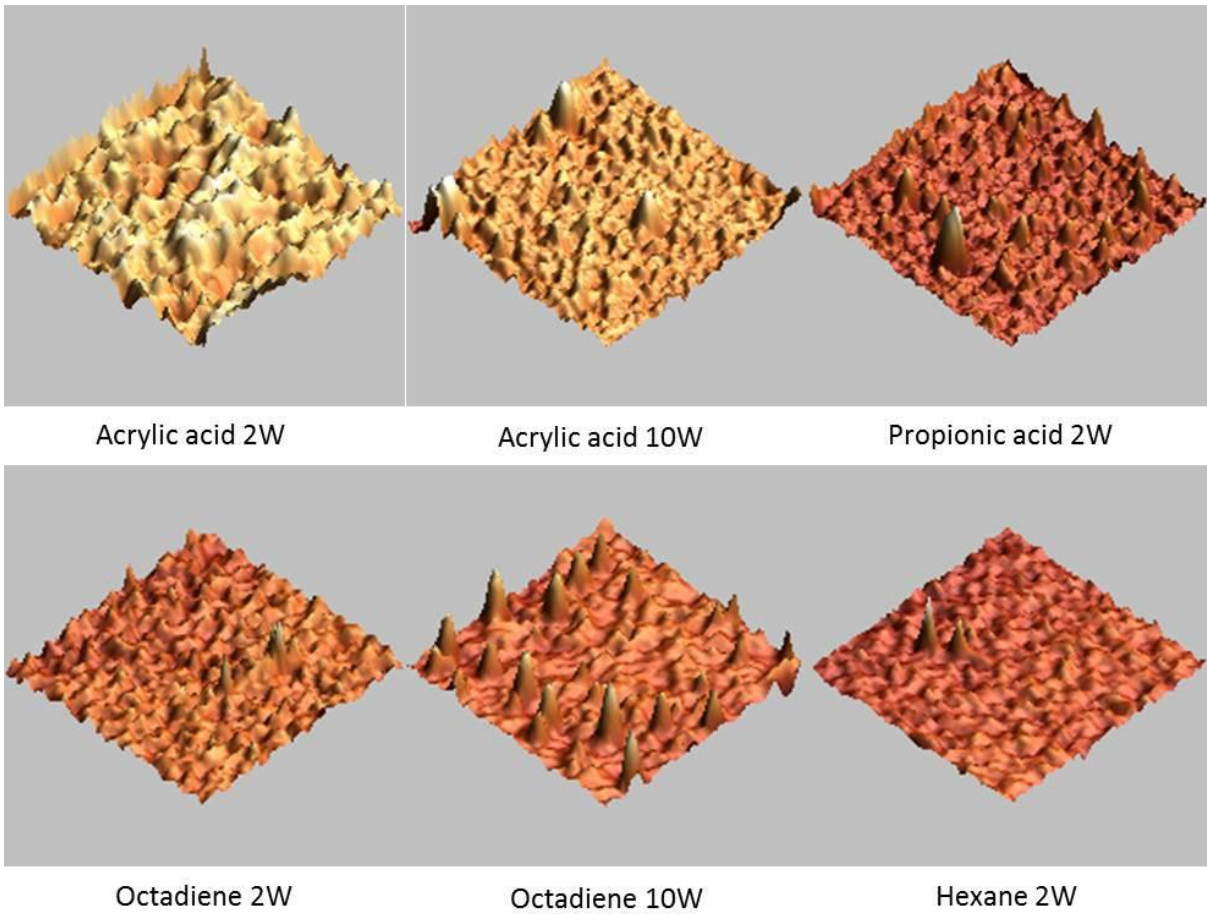 Acrylic acid 2W
Acrylic acid 10W
Propionic acid 2W
Octadiene 2W
Octadiene 10W
Hexane 2W